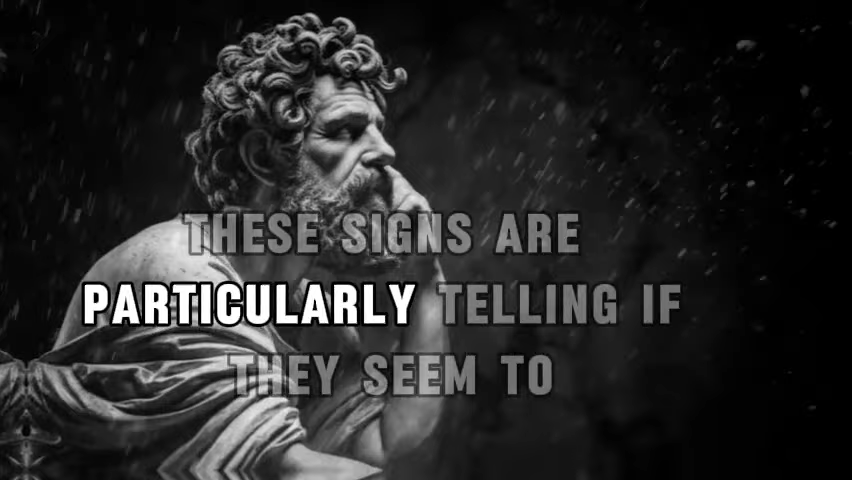 THESE SIGNS ARE
PARTICULARLY TELLING IF
THEY SEEM TO